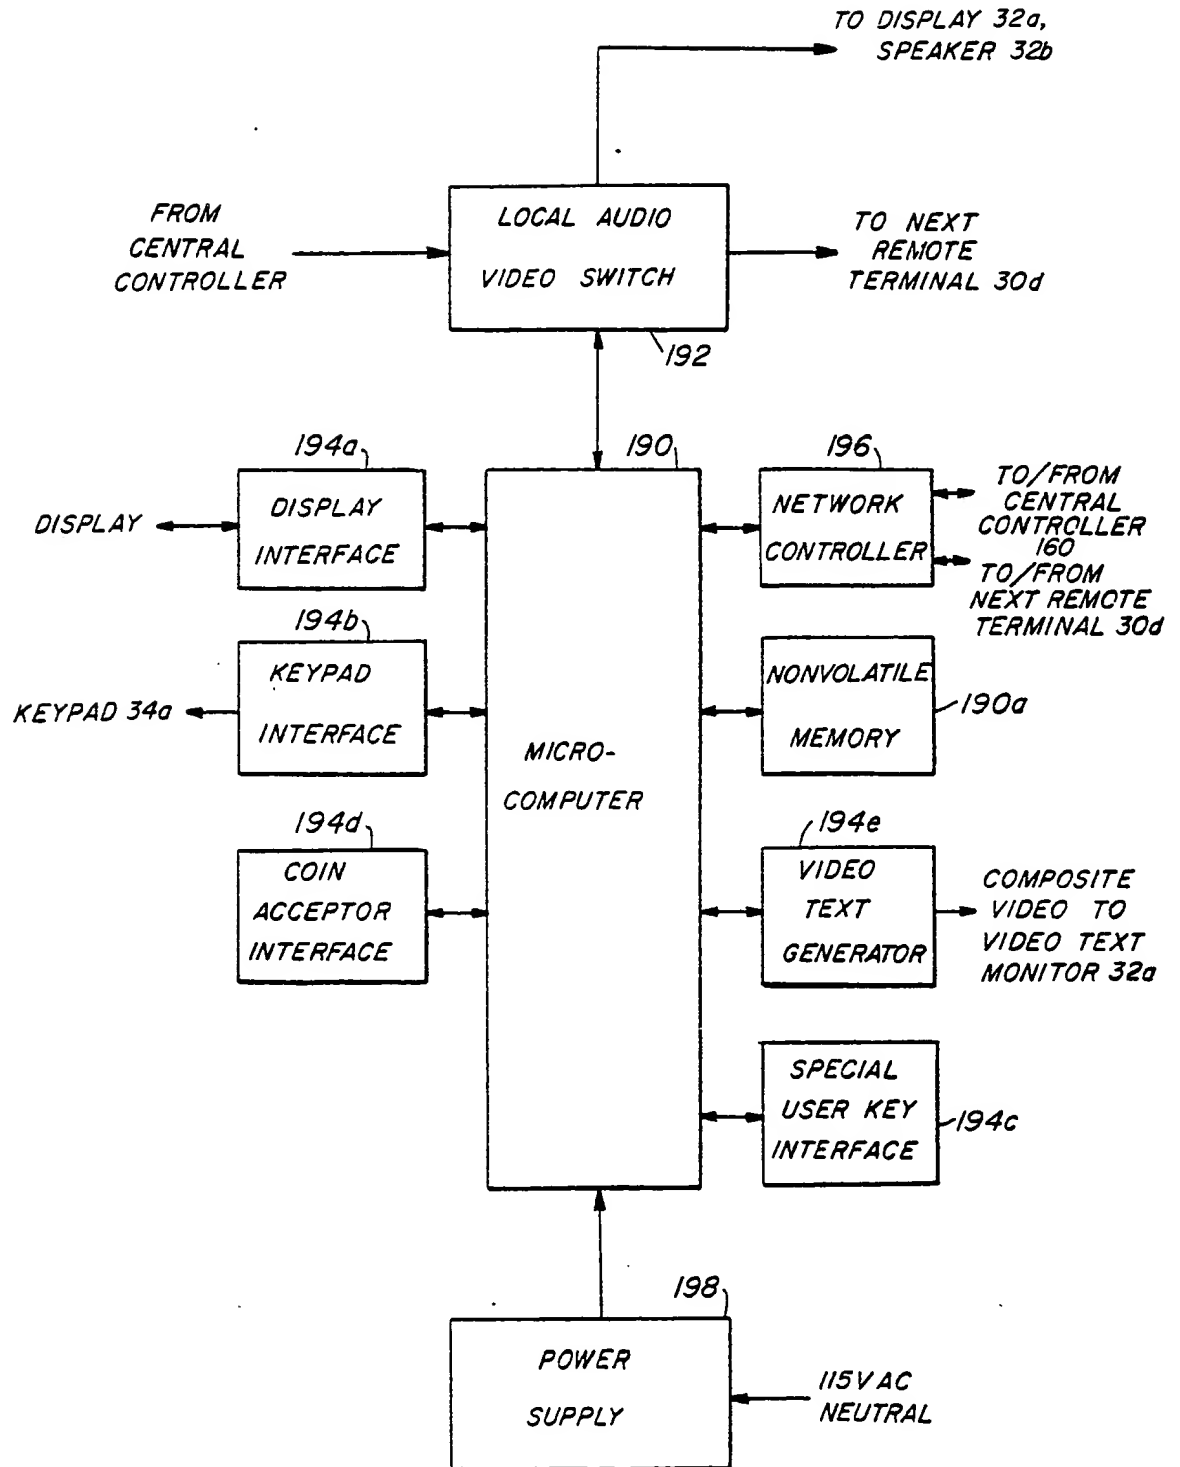 TO DISPLAY 32a,
SPEAKER 32b
FROM
CENTRAL
CONTROLLER
LOCAL AUDIO
VIDEO SWITCH
TO NEXT
REMOTE
TERMINAL 30d
192
194a
190
196
DISPLAY
DISPLAY
INTERFACE
NETWORK
CONTROLLER
TO/FROM
CENTRAL
CONTROLLER
160
TO/FROM
NEXT REMOTE
TERMINAL 30d
194b
KEYPAD 34a
KEYPAD
INTERFACE
MICRO-
COMPUTER
NONVOLATILE
MEMORY
190a
194d
COIN
ACCEPTOR
INTERFACE
194e
VIDEO
TEXT
GENERATOR
COMPOSITE
VIDEO TO
VIDEO TEXT
MONITOR 32a
SPECIAL
USER KEY
INTERFACE
194c
198
POWER
SUPPLY
115VAC
NEUTRAL